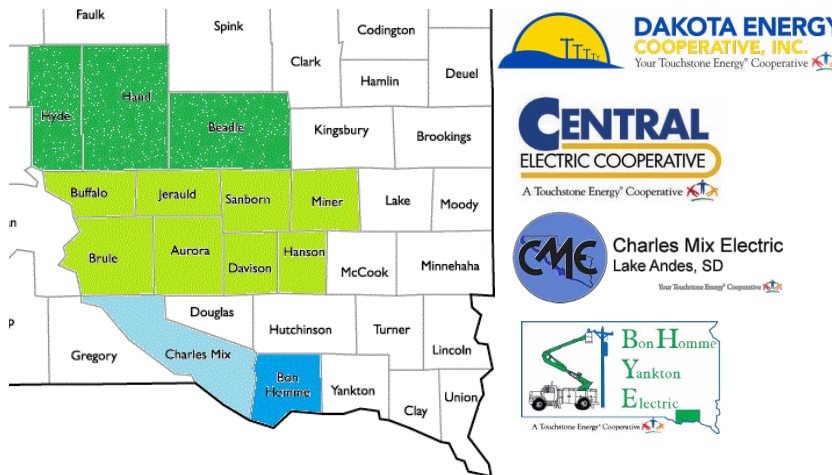 Faulk
Spink
Codington
Clark
Hamlin
Deuel
Hyde
Hand
Beadle
Kingsbury
Brookings
Buffalo
Jerauld
Sanborn
Miner
Lake
Moody
Brule
Aurora
Davison
Hanson
McCook
Minnehaha
Douglas
Hutchinson
Turner
Lincoln
Gregory
Charles Mix
Bon
Homme
Yankton
Clay
Union
DAKOTA ENERGY
COOPERATIVE, INC.
Your Touchstone Energy® Cooperative
CENTRAL
ELECTRIC COOPERATIVE
A Touchstone Energy® Cooperative
CME
Charles Mix Electric
Lake Andes, SD
Your Touchstone Energy® Cooperative
Bon Homme
Yankton
Electric
A Touchstone Energy® Cooperative